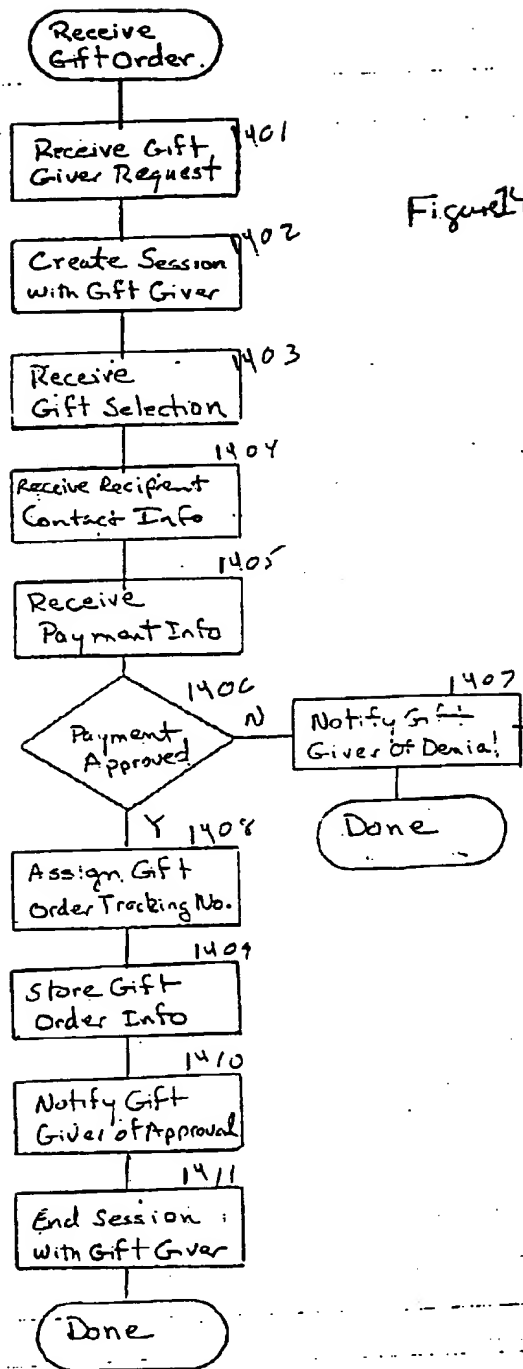 Receive
Gift Order.
1401
Receive Gift
Giver Request
Figure 14
1402
Create Session
with Gift Giver
1403
Receive
Gift Selection
1404
Receive Recipient
Contact Info
1405
Receive
Payment Info
1406
Payment
Approved
N
1407
Notify Gift
Giver of Denial
Done
Y
1408
Assign Gift
Order Tracking No.
1409
Store Gift
Order Info
1410
Notify Gift
Giver of Approval
1411
End Session
with Gift Giver
Done